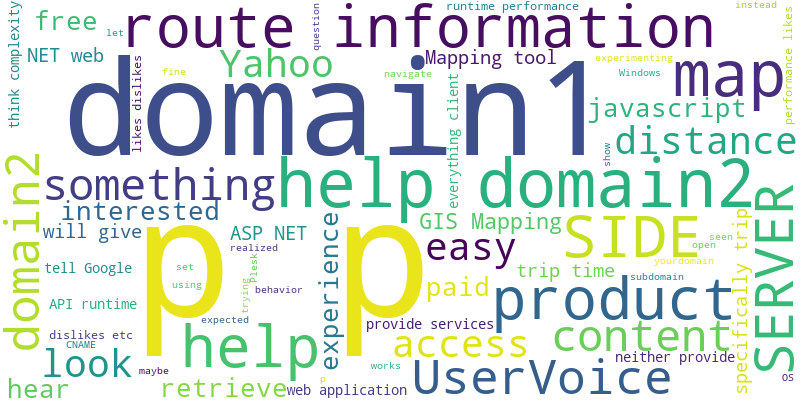 think complexity
free
route information
let
question
runtime performance
instead
NET web
likes dislikes
fine
Yahoo
navigate
Mapping tool
experimenting
Windows
map
performance likes
domain1
everything client
javascript
show
distance
domain2
something
help domain2
interested
will give
ASP NET
experience
GIS Mapping
SIDE
SERVER
realized
easy
seen
open
specifically trip
tell Google
set
using
Plesk
trying
behavior
p p
paid
trip time
yourdomain
subdomain
API runtime
expected
product
dislikes etc
CNAME
provide services
access
content
look
help
maybe
works
neither provide
hear
retrieve
p
web application
UserVoice
os